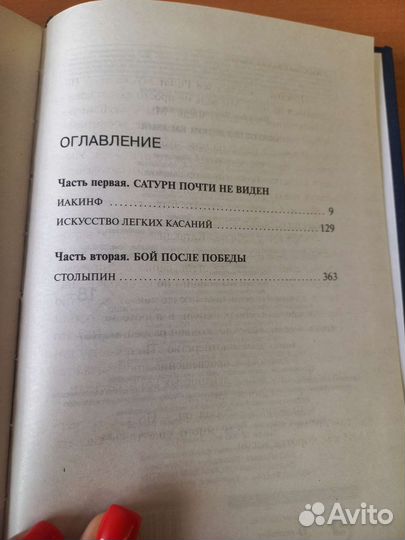 ОГЛАВЛЕНИЕ
Часть первая. САТУРН ПОЧТИ НЕ ВИДЕН
ИАКИНФ 9
ИСКУССТВО ЛЕГКИХ КАСАНИЙ 129
Часть вторая. БОЙ ПОСЛЕ ПОБЕДЫ
СТОЛЫПИН 363
Avito